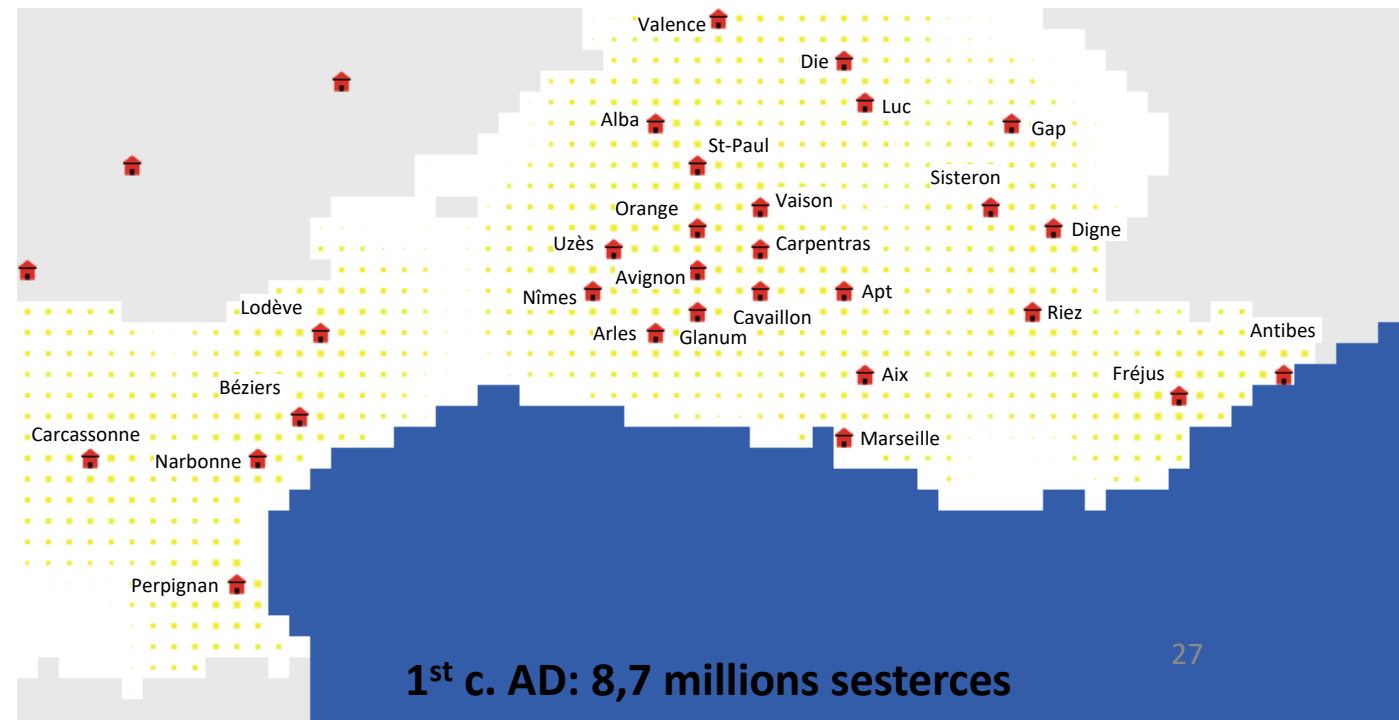 Valence
Die
Luc
Alba
Gap
St-Paul
Sisteron
Vaison
Orange
Digne
Uzès
Carpentras
Avignon
Nîmes
Apt
Lodève
Cavaillon
Riez
Antibes
Arles
Glanum
Aix
Fréjus
Béziers
Carcassonne
Marseille
Narbonne
Perpignan
27
1st c. AD: 8,7 millions sesterces